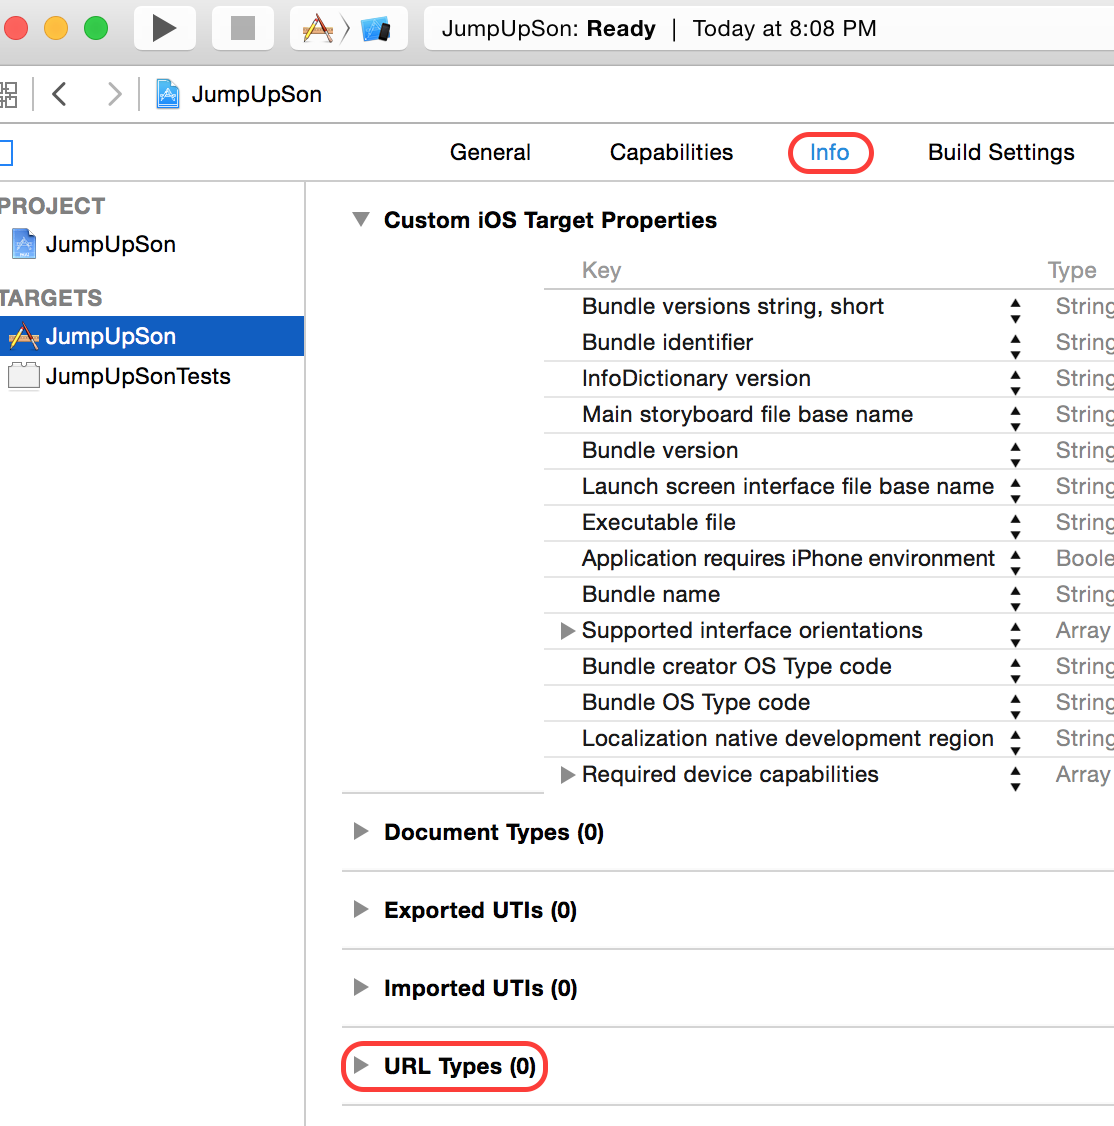 JumpUpSon: Ready | Today at 8:08 PM
JumpUpSon
General Capabilities Info Build Settings
PROJECT
JumpUpSon
TARGETS
JumpUpSon
JumpUpSonTests
Custom iOS Target Properties
Key Type
Bundle versions string, short String
Bundle identifier String
InfoDictionary version String
Main storyboard file base name String
Bundle version String
Launch screen interface file base name String
Executable file String
Application requires iPhone environment Boole
Bundle name String
Supported interface orientations Array
Bundle creator OS Type code String
Bundle OS Type code String
Localization native development region String
Required device capabilities Array
Document Types (0)
Exported UTIs (0)
Imported UTIs (0)
URL Types (0)